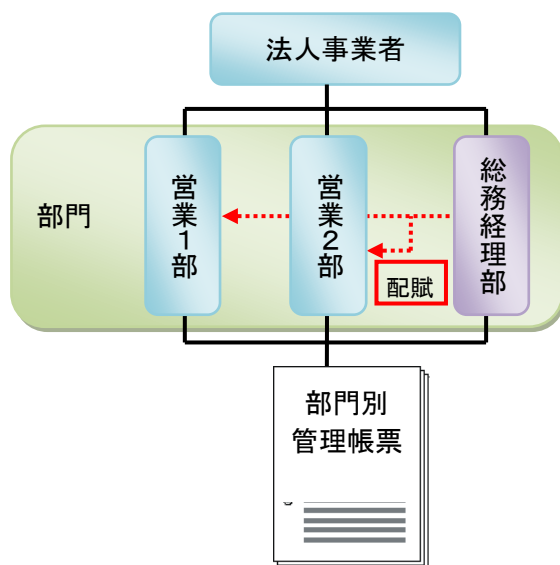 法人事業者
部門
営業1部
営業2部
総務経理部
配賦
部門別
管理帳票